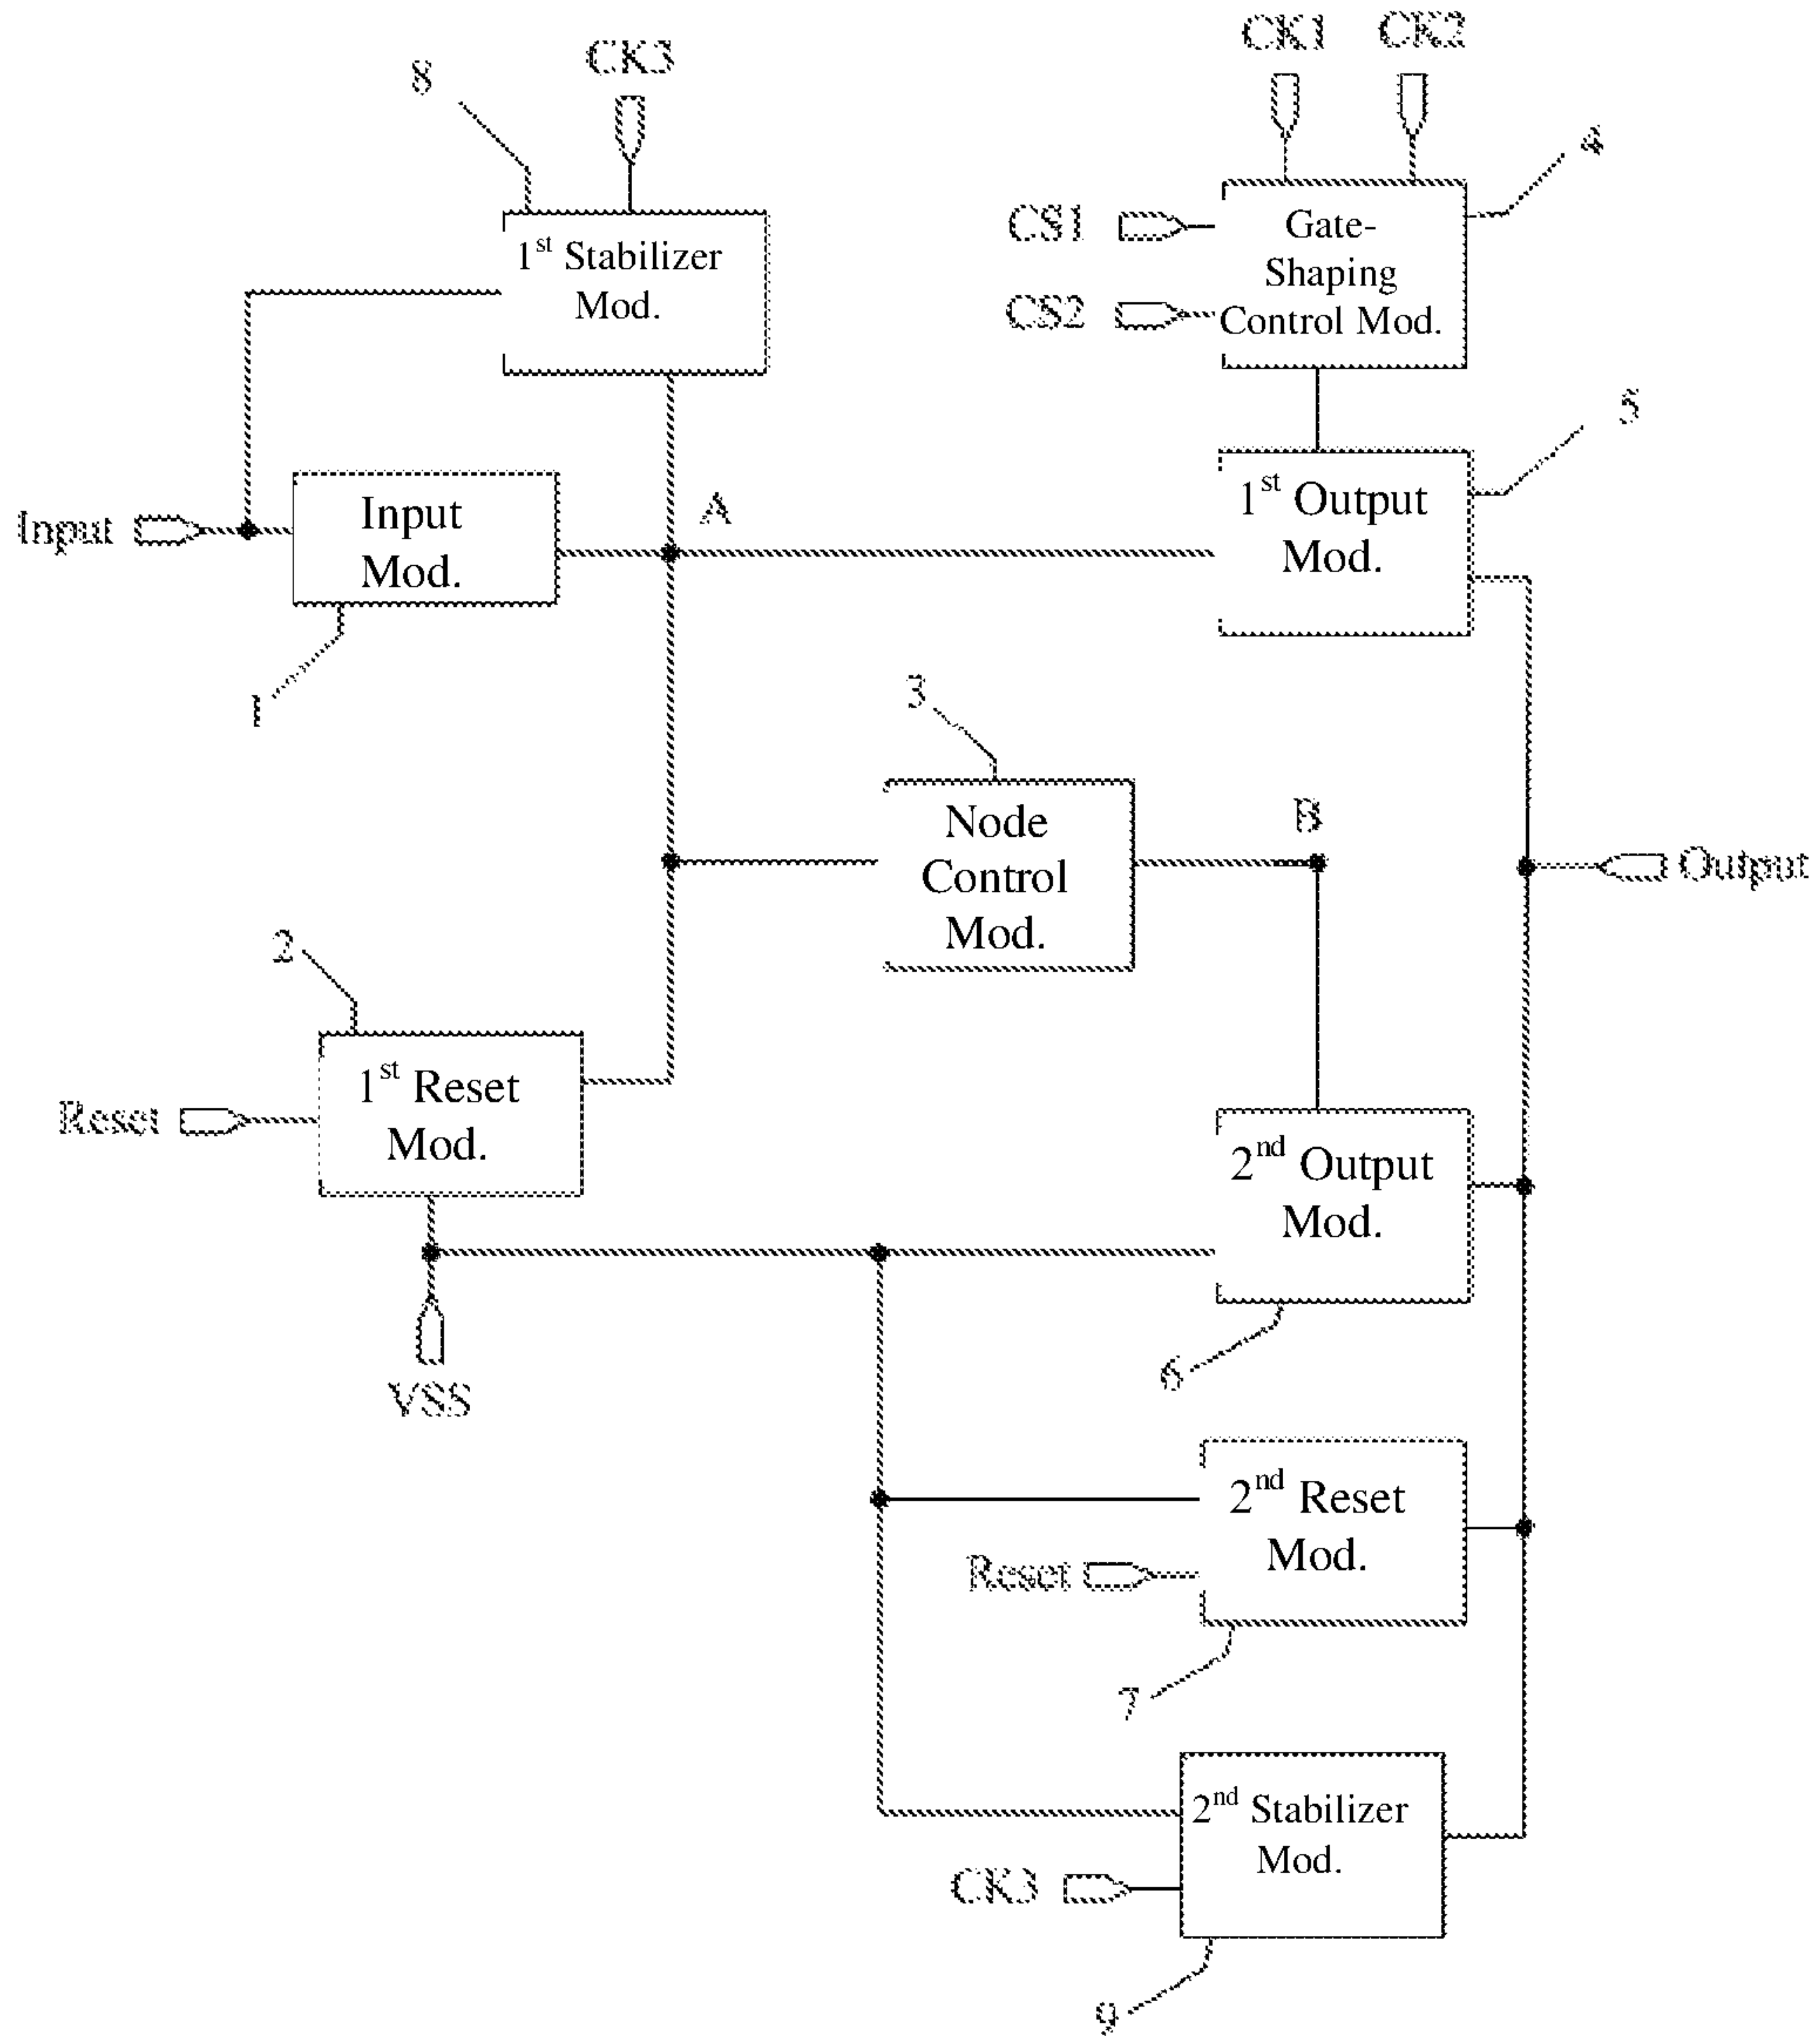 CK1 CK2
8 CK3
4
CS1
Gate-
Shaping
Control Mod.
CS2
1st Stabilizer
Mod.
5
Input
Input
Mod.
A
1st Output
Mod.
1
3
Node
Control
Mod.
B
Output
2
1st Reset
Mod.
Reset
2nd Output
Mod.
VSS
6
2nd Reset
Mod.
Reset
7
2nd Stabilizer
Mod.
CK3
9